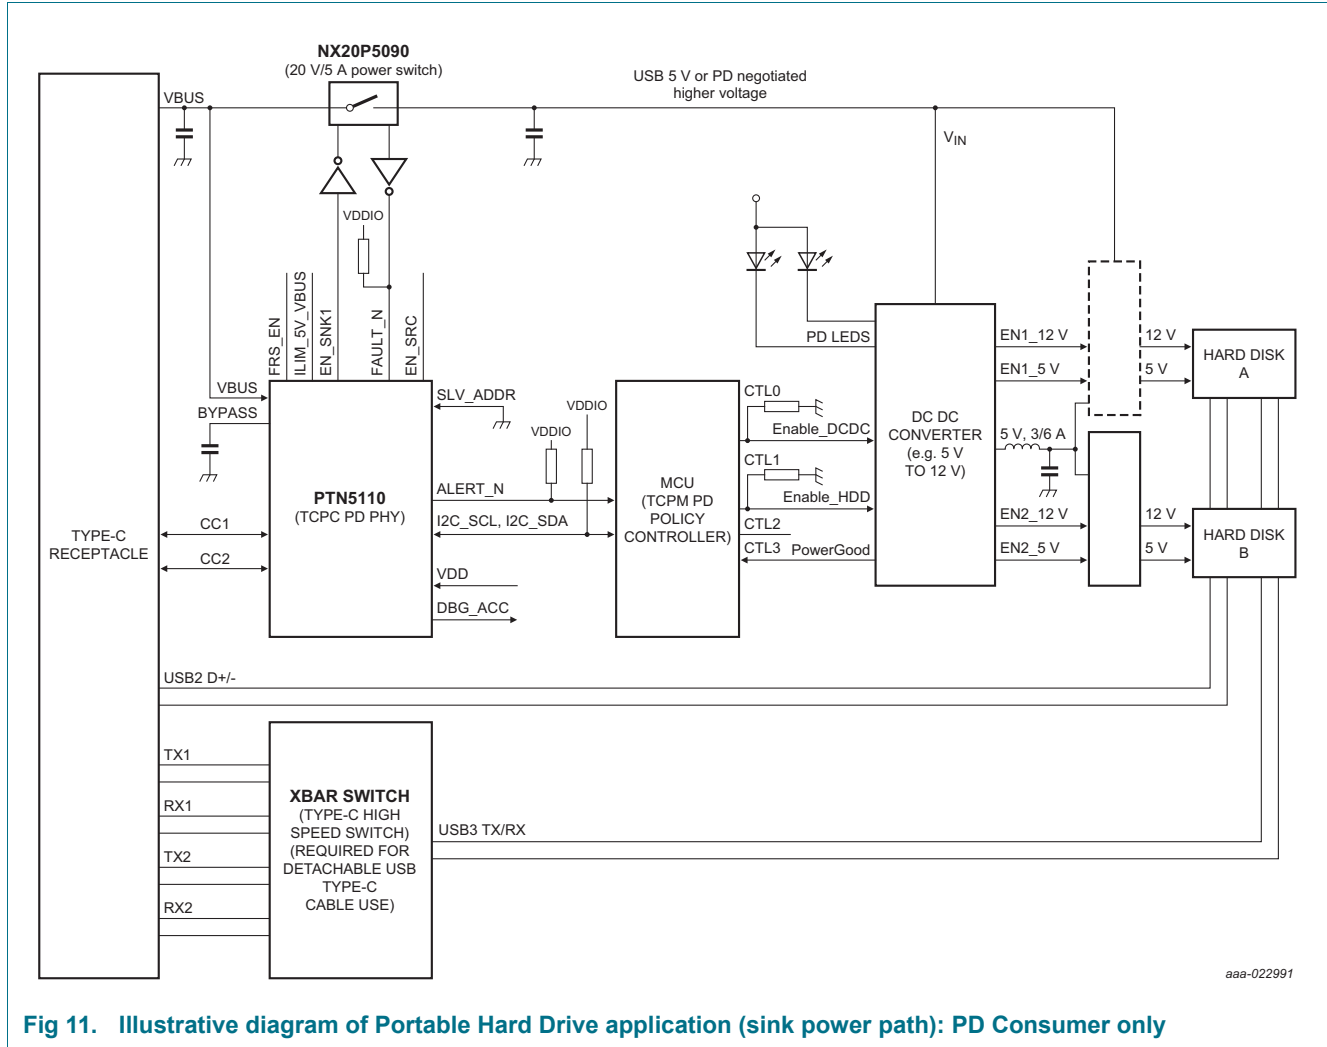 NX20P5090
(20 V/5 A power switch)
USB 5 V or PD negotiated
higher voltage
VBUS
VIN
VDDIO
FRS_EN
ILIM_5V_VBUS
EN_SNK1
FAULT_N
EN_SRC
PD LEDS
EN1_12 V
12 V
EN1_5 V
5 V
HARD DISK
A
VBUS
BYPASS
SLV_ADDR
VDDIO
VDDIO
CTL0
Enable_DCDC
CTL1
Enable_HDD
CTL2
CTL3
PowerGood
DC DC
CONVERTER
(e.g. 5 V
TO 12 V)
5 V, 3/6 A
PTN5110
(TCPC PD PHY)
ALERT_N
I2C_SCL, I2C_SDA
MCU
(TCPM PD
POLICY
CONTROLLER)
EN2_12 V
12 V
EN2_5 V
5 V
HARD DISK
B
TYPE-C
RECEPTACLE
CC1
CC2
VDD
DBG_ACC
USB2 D+/-
TX1
RX1
TX2
RX2
XBAR SWITCH
(TYPE-C HIGH
SPEED SWITCH)
(REQUIRED FOR
DETACHABLE USB
TYPE-C
CABLE USE)
USB3 TX/RX
aaa-022991
Fig 11. Illustrative diagram of Portable Hard Drive application (sink power path): PD Consumer only